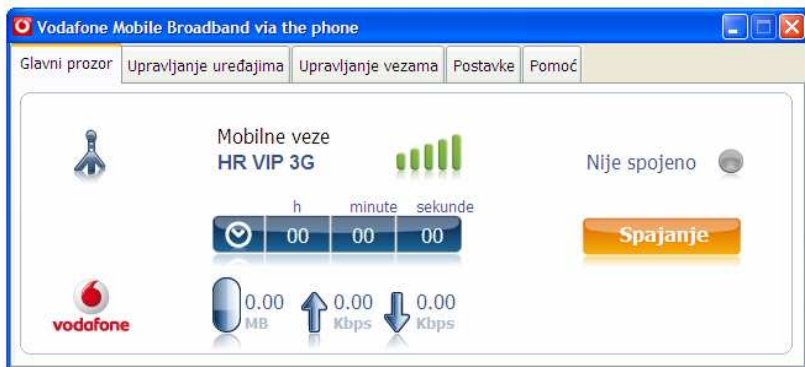 Vodafone Mobile Broadband via the phone
Glavni prozor Upravljanje uređajima Upravljanje vezama Postavke Pomoć
Mobilne veze
HR VIP 3G
Nije spojeno
h minute sekunde
00 00 00
Spajanje
0.00 0.00 0.00
MB Kbps Kbps
vodafone